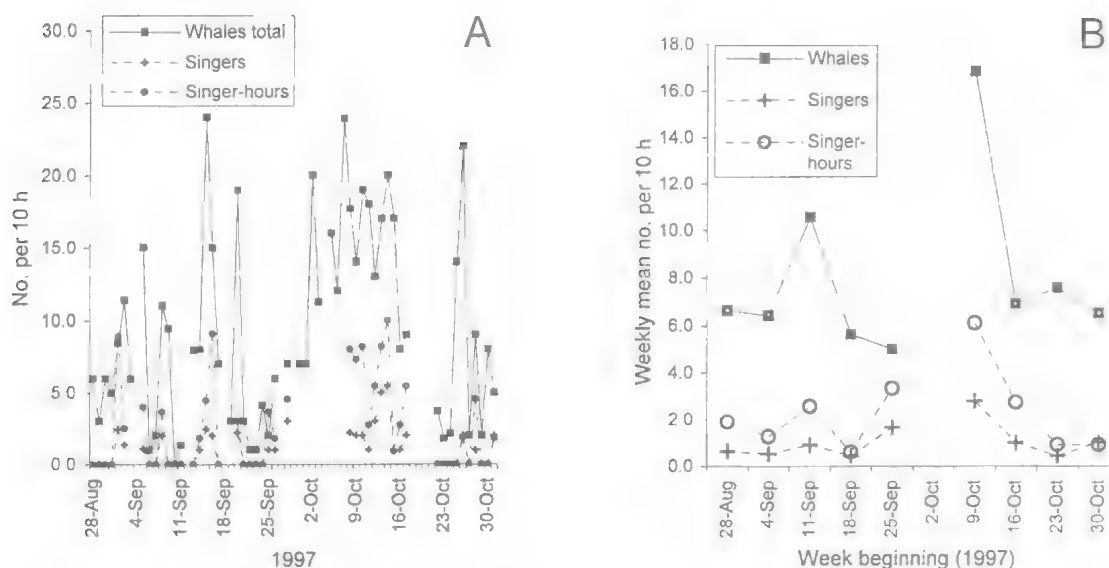 A
30.0
25.0
20.0
15.0
10.0
5.0
0.0
No. per 10 h
Whales total
Singers
Singer-hours
28-Aug
4-Sep
11-Sep
18-Sep
25-Sep
2-Oct
9-Oct
16-Oct
23-Oct
30-Oct
1997
B
18.0
16.0
14.0
12.0
10.0
8.0
6.0
4.0
2.0
0.0
Weekly mean no. per 10 h
Whales
Singers
Singer-
hours
28-Aug
4-Sep
11-Sep
18-Sep
25-Sep
2-Oct
9-Oct
16-Oct
23-Oct
30-Oct
Week beginning (1997)